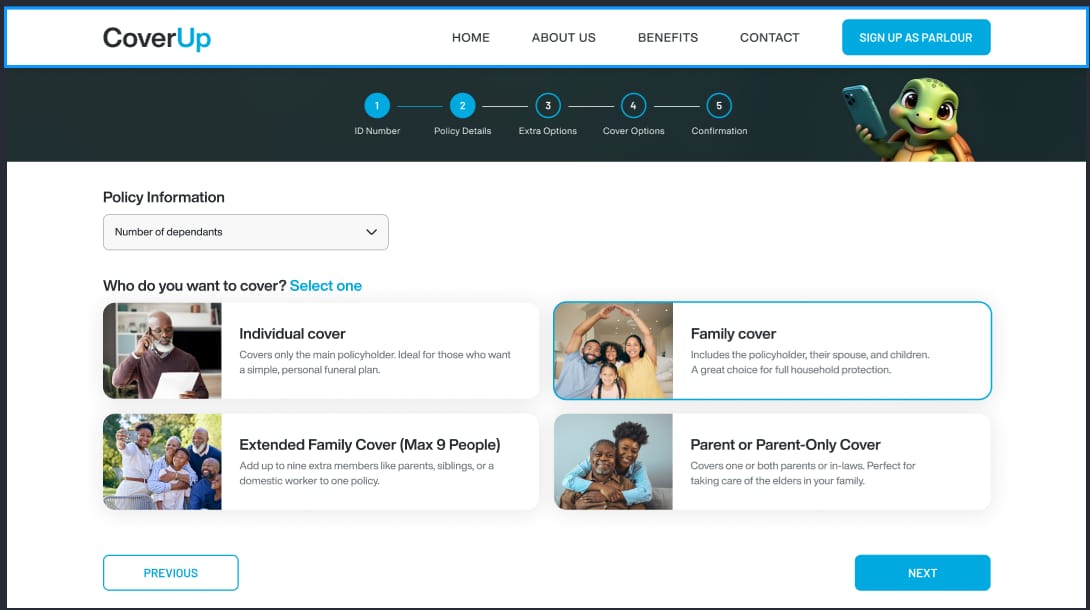 CoverUp
HOME
ABOUT US
BENEFITS
CONTACT
SIGN UP AS PARLOUR
1
2
3
4
5
ID Number
Policy Details
Extra Options
Cover Options
Confirmation
Policy Information
Number of dependants
Who do you want to cover? Select one
Individual cover
Covers only the main policyholder. Ideal for those who want
a simple, personal funeral plan.
Family cover
Includes the policyholder, their spouse, and children.
A great choice for full household protection.
Extended Family Cover (Max 9 People)
Add up to nine extra members like parents, siblings, or a
domestic worker to one policy.
Parent or Parent-Only Cover
Covers one or both parents or in-laws. Perfect for
taking care of the elders in your family.
PREVIOUS
NEXT